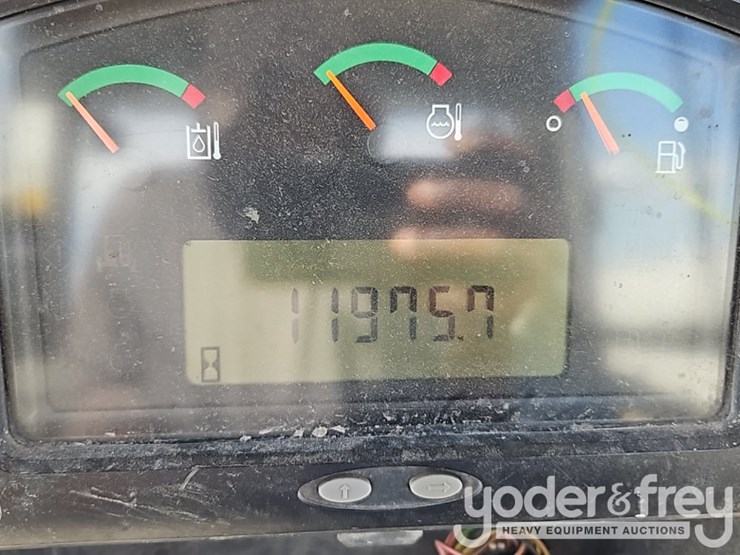 11975.7
yoder&frey
HEAVY EQUIPMENT AUCTIONS